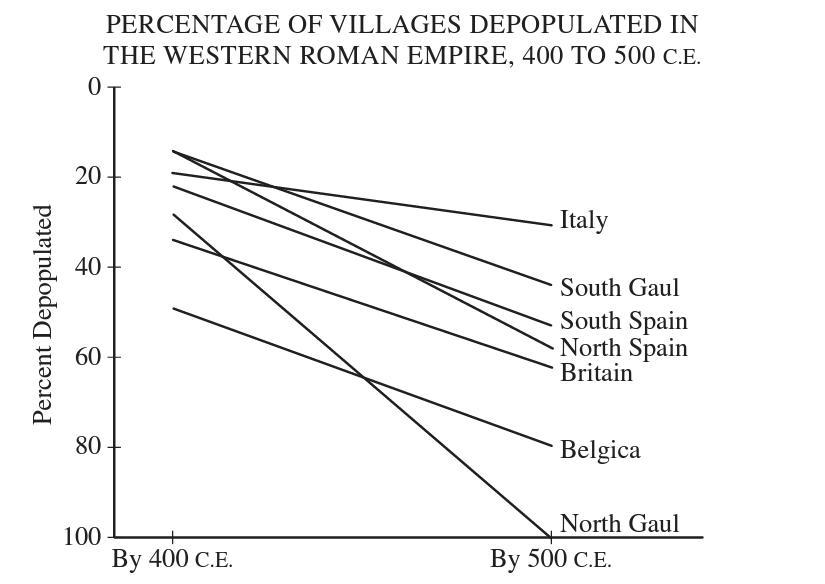 PERCENTAGE OF VILLAGES DEPOPULATED IN
THE WESTERN ROMAN EMPIRE, 400 TO 500 C.E.
Percent Depopulated
0
20
40
60
80
100
Italy
South Gaul
South Spain
North Spain
Britain
Belgica
North Gaul
By 400 C.E.
By 500 C.E.